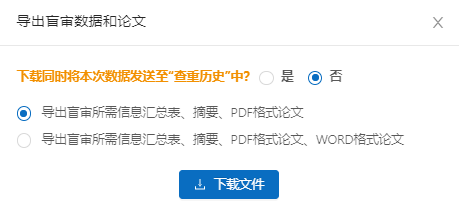 导出盲审数据和论文
下载同时将本次数据发送至“查重历史”中? 是 否
导出盲审所需信息汇总表、摘要、PDF格式论文
导出盲审所需信息汇总表、摘要、PDF格式论文、WORD格式论文
下载文件